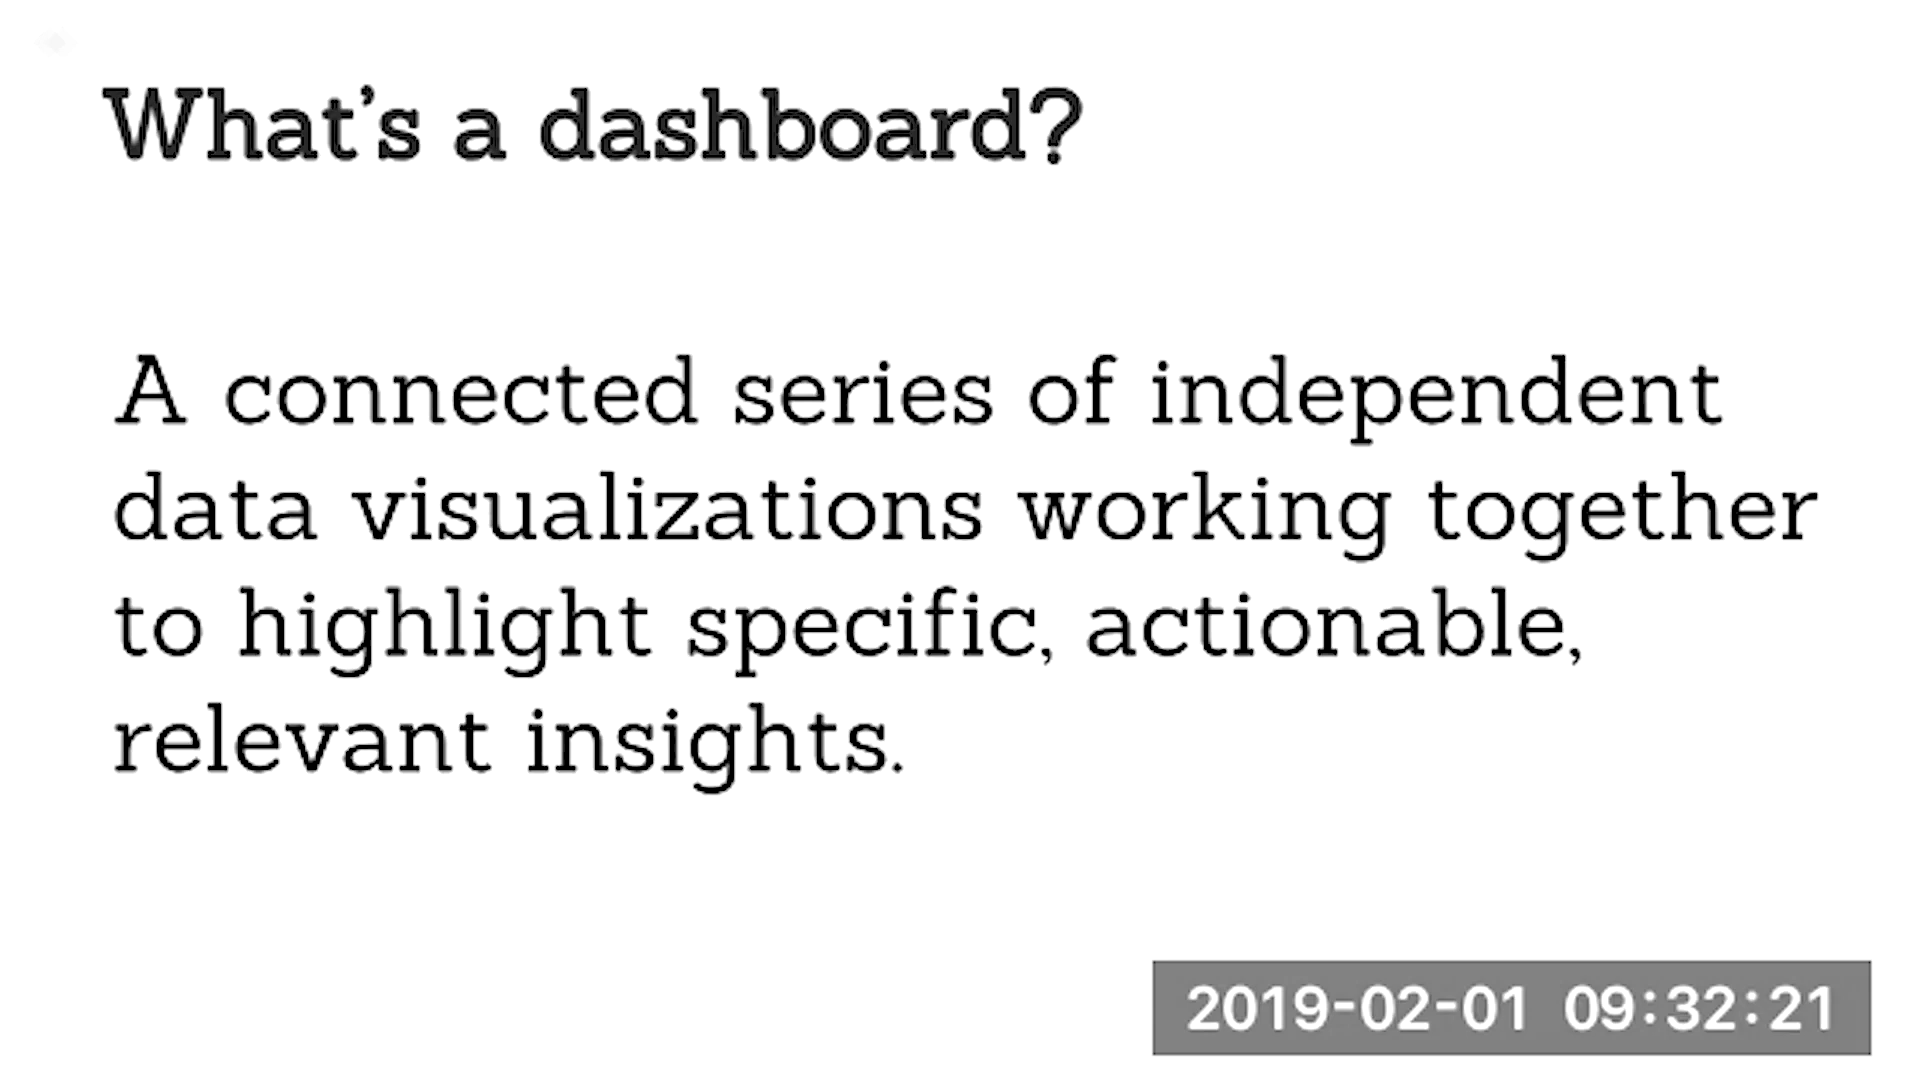 What’s a dashboard?
A connected series of independent
data visualizations working together
to highlight specific, actionable,
relevant insights.
2019-02-01 09:32:21